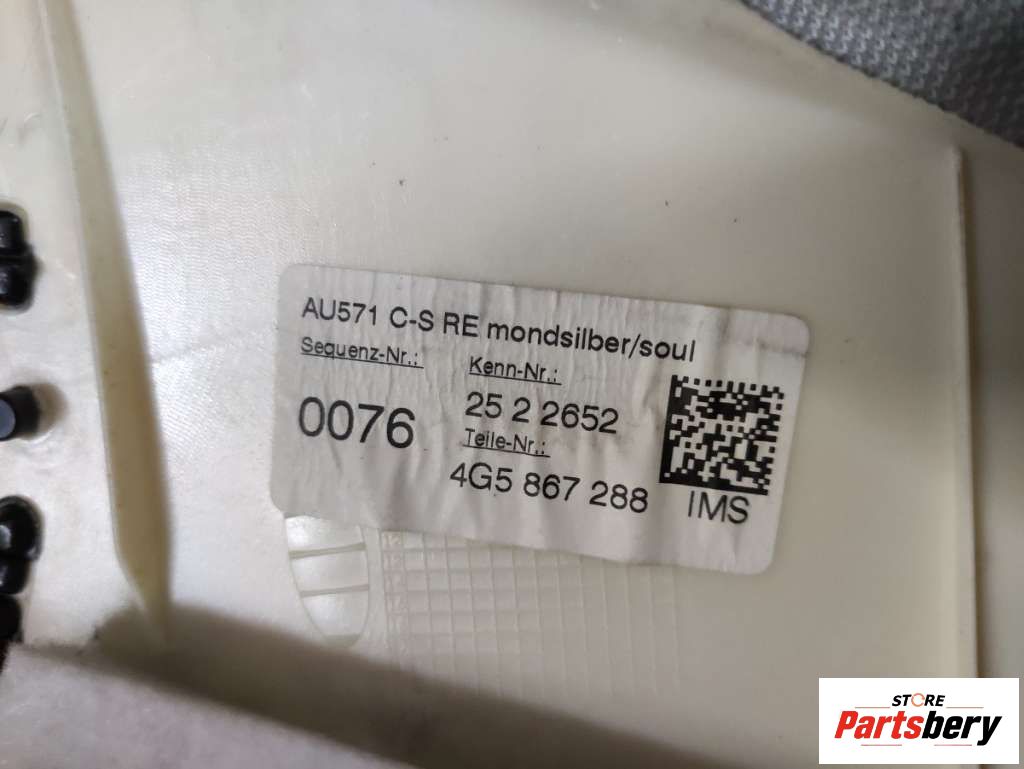 AU571 C-S RE mondsilber/soul
Sequenz-Nr.:
Kenn-Nr.:
0076
25 2 2652
Teile-Nr.:
4G5 867 288
IMS
STORE
Partsbery